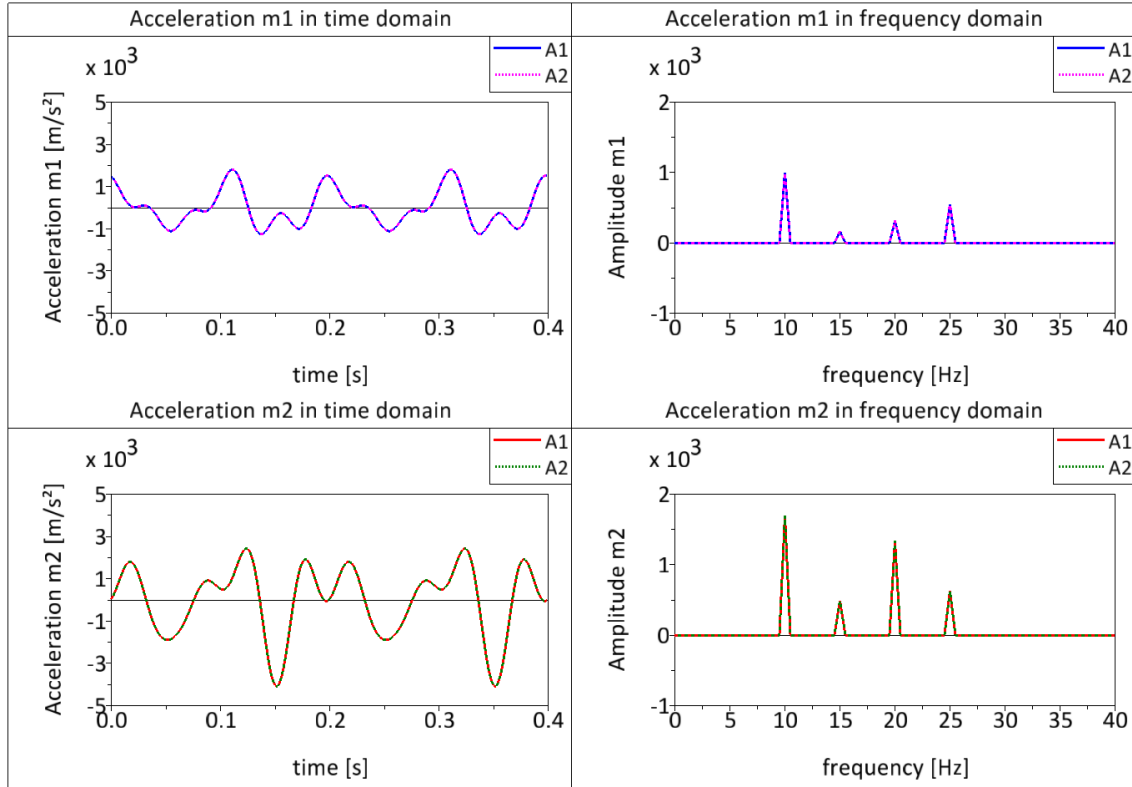 Acceleration m1 in time domain
A1
A2
x 10³
Acceleration m1 [m/s²]
5
3
1
-1
-3
-5
0.0 0.1 0.2 0.3 0.4
time [s]
Acceleration m1 in frequency domain
A1
A2
x 10³
Amplitude m1
2
1
0
-1
0 5 10 15 20 25 30 35 40
frequency [Hz]
Acceleration m2 in time domain
A1
A2
x 10³
Acceleration m2 [m/s²]
5
3
1
-1
-3
-5
0.0 0.1 0.2 0.3 0.4
time [s]
Acceleration m2 in frequency domain
A1
A2
x 10³
Amplitude m2
2
1
0
-1
0 5 10 15 20 25 30 35 40
frequency [Hz]